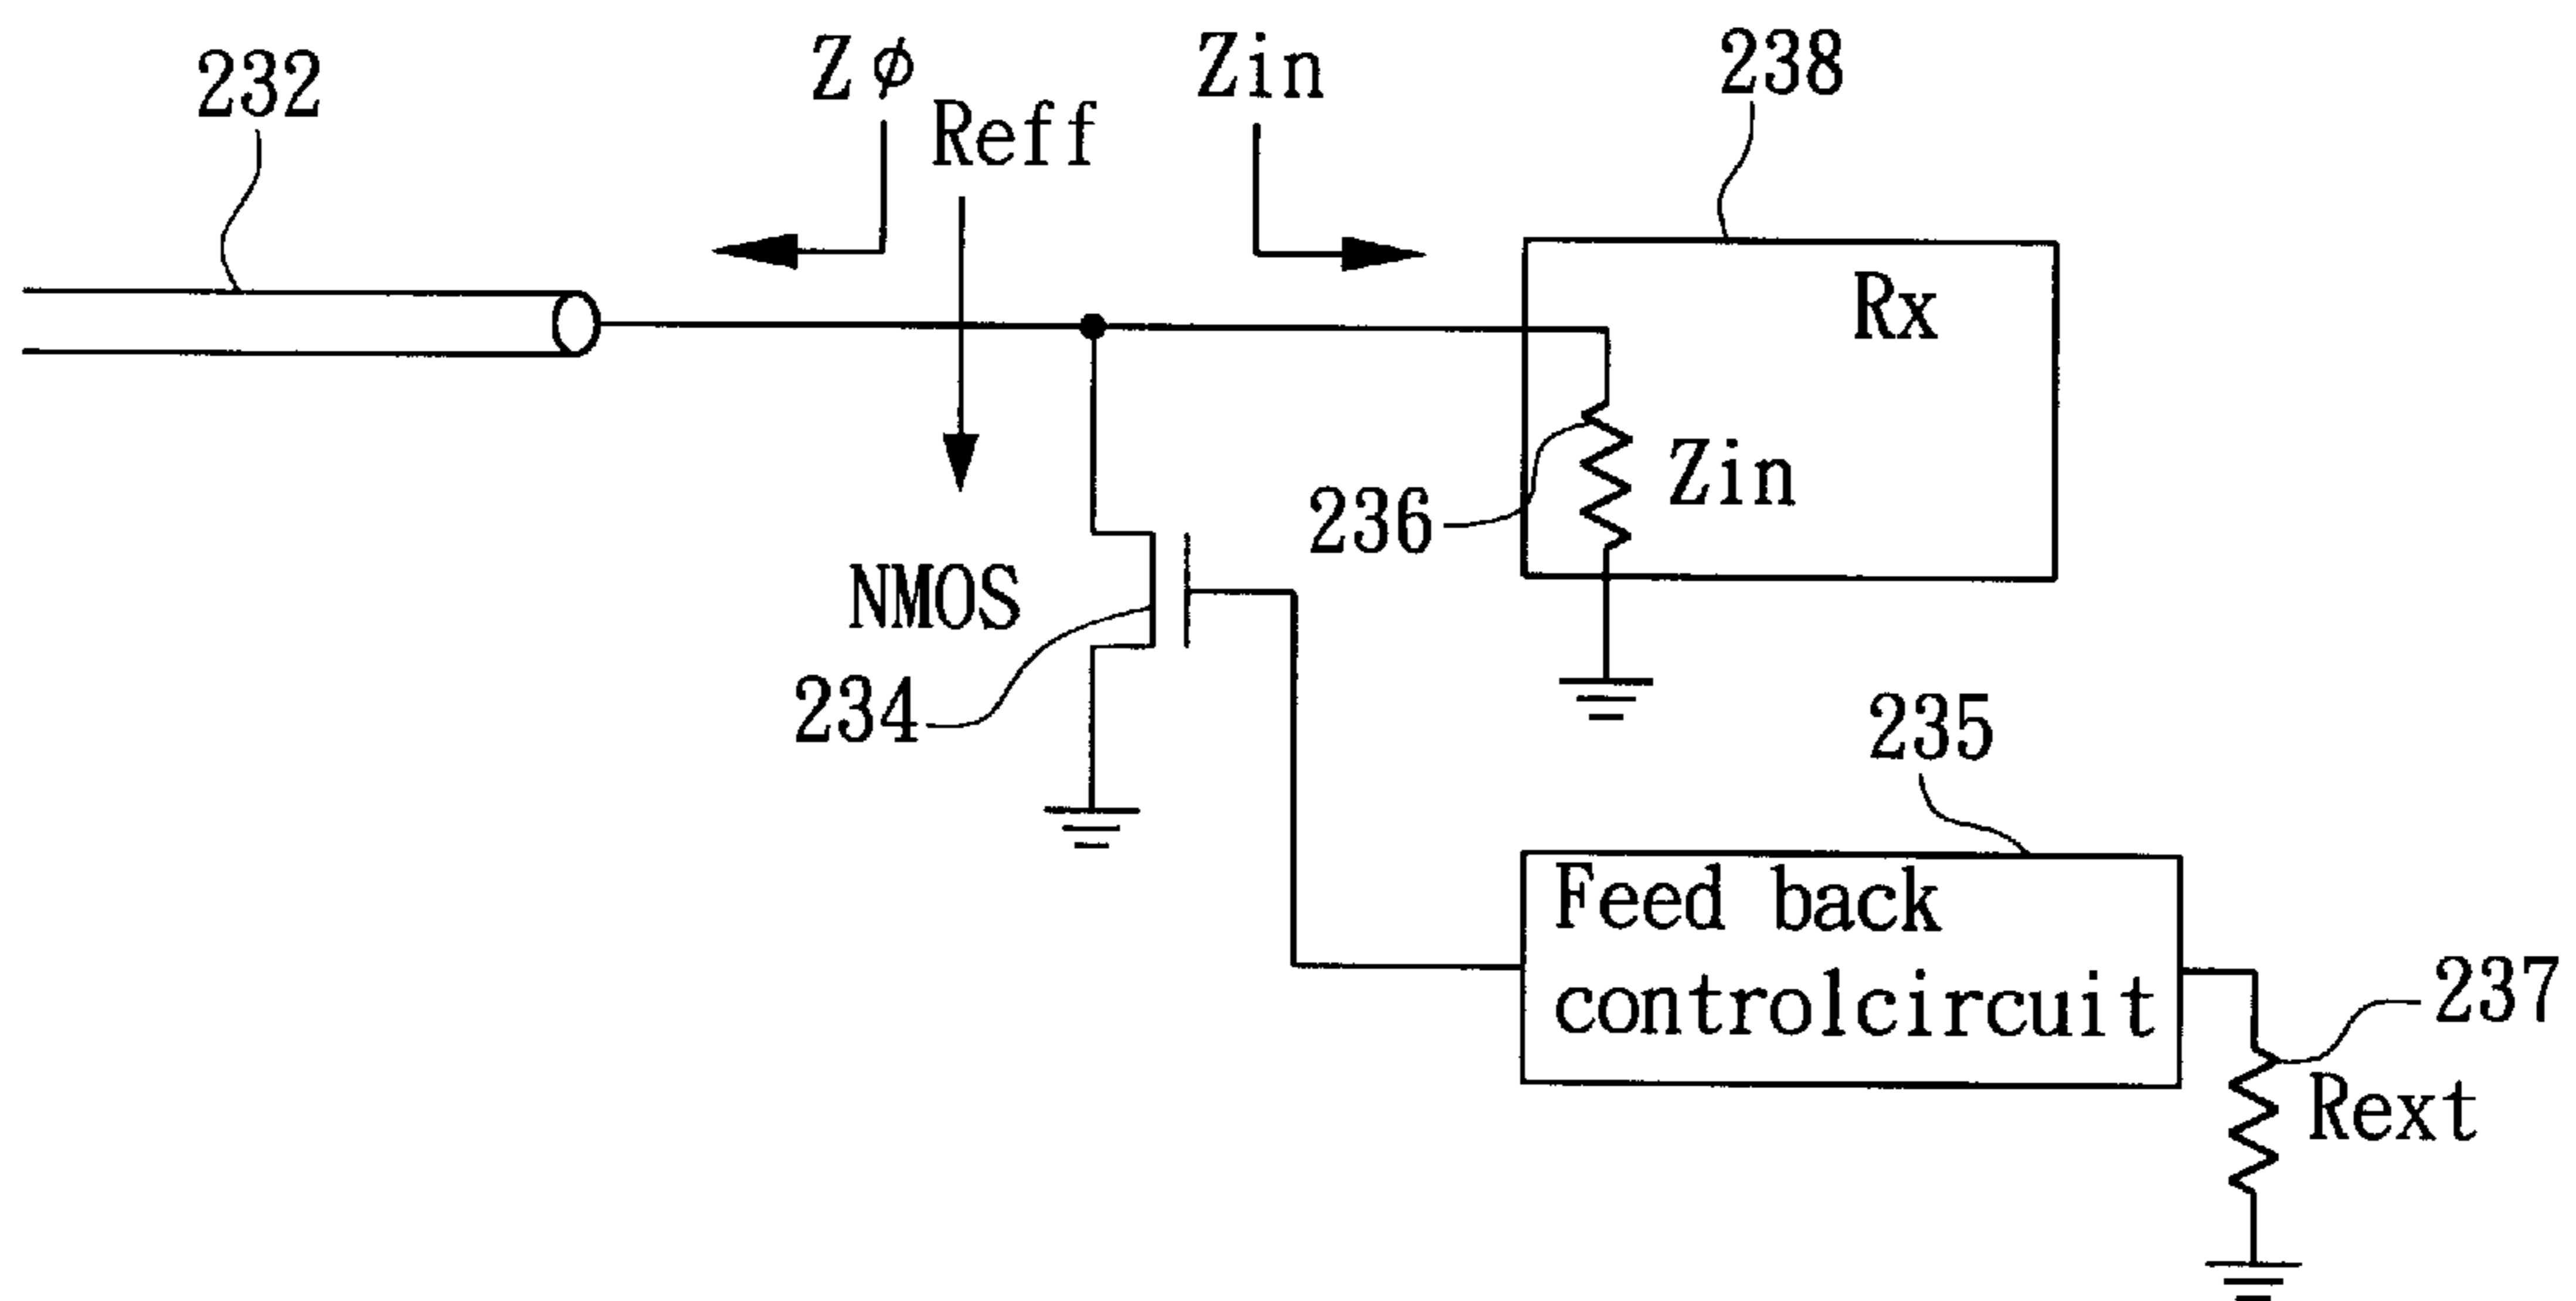 232
Zϕ
Reff
Zin
238
Rx
Zin
236
NMOS
234
235
Feed back
controlcircuit
237
Rext